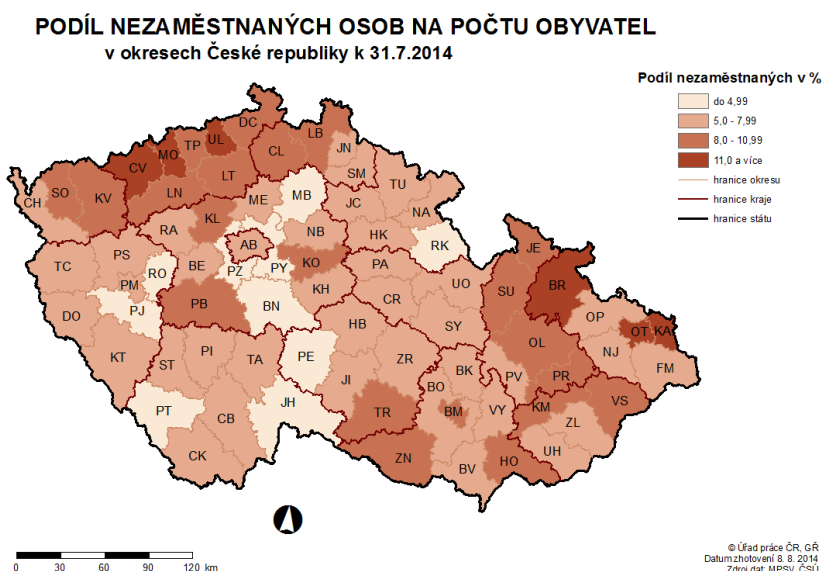 PODÍL NEZAMĚSTNANÝCH OSOB NA POČTU OBYVATEL
v okresech České republiky k 31.7.2014
Podíl nezaměstnaných v %
do 4,99
5,0 - 7,99
8,0 - 10,99
11,0 a více
hranice okresu
hranice kraje
hranice státu
DC
LB
UL
TP
MO
CL
JN
CV
SM
LT
SO
LN
KV
ME
MB
TU
CH
JC
KL
NA
RA
NB
HK
RK
AB
JE
PS
KO
TC
RO
BE
PZ
PY
PA
PM
KH
UO
SU
BR
PJ
PB
BN
CR
DO
OP
HB
SY
OT
KA
OL
KT
ST
PI
TA
PE
ZR
NJ
FM
BK
PV
PR
JI
BO
PT
JH
TR
BM
VY
KM
VS
CB
ZL
CK
ZN
BV
HO
UH
0 30 60 90 120 km
© Úřad práce ČR, GŘ
Datum zhotovení 8. 8. 2014
Zdroj dat: MPSV, ČSÚ